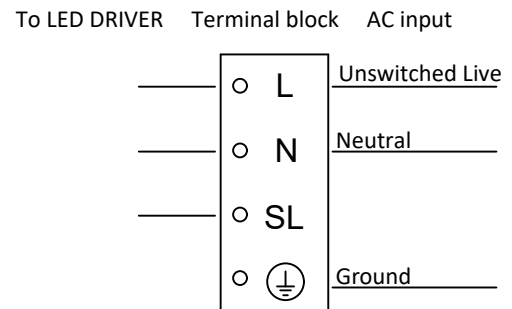 To LED DRIVER Terminal block AC input
L Unswitched Live
N Neutral
SL
Ground